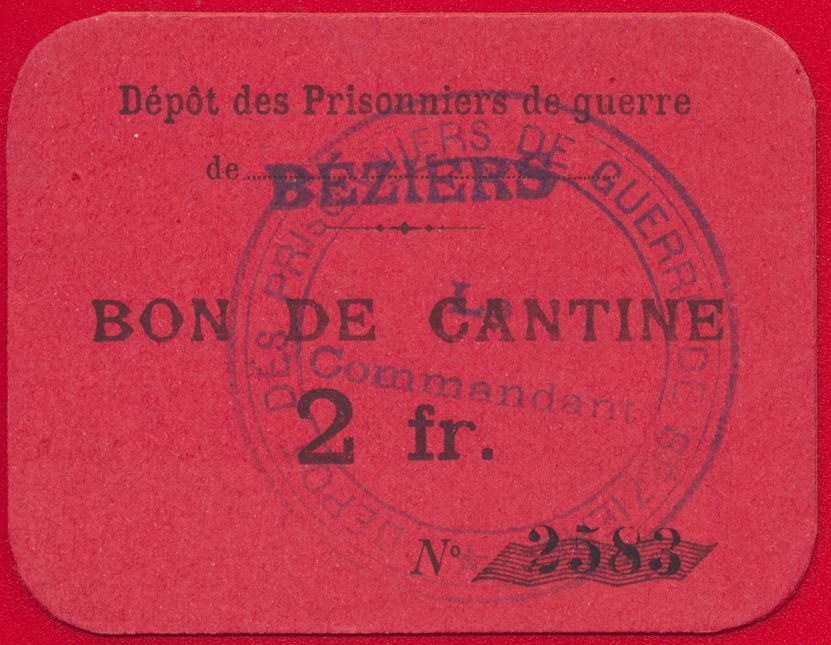 Dépôt des Prisonniers de guerre
de BÉZIERS
BON DE CANTINE
2 fr.
N° 2583
DÉPÔT DES PRISONNIERS DE GUERRE DE BÉZIERS
Le
Commandant